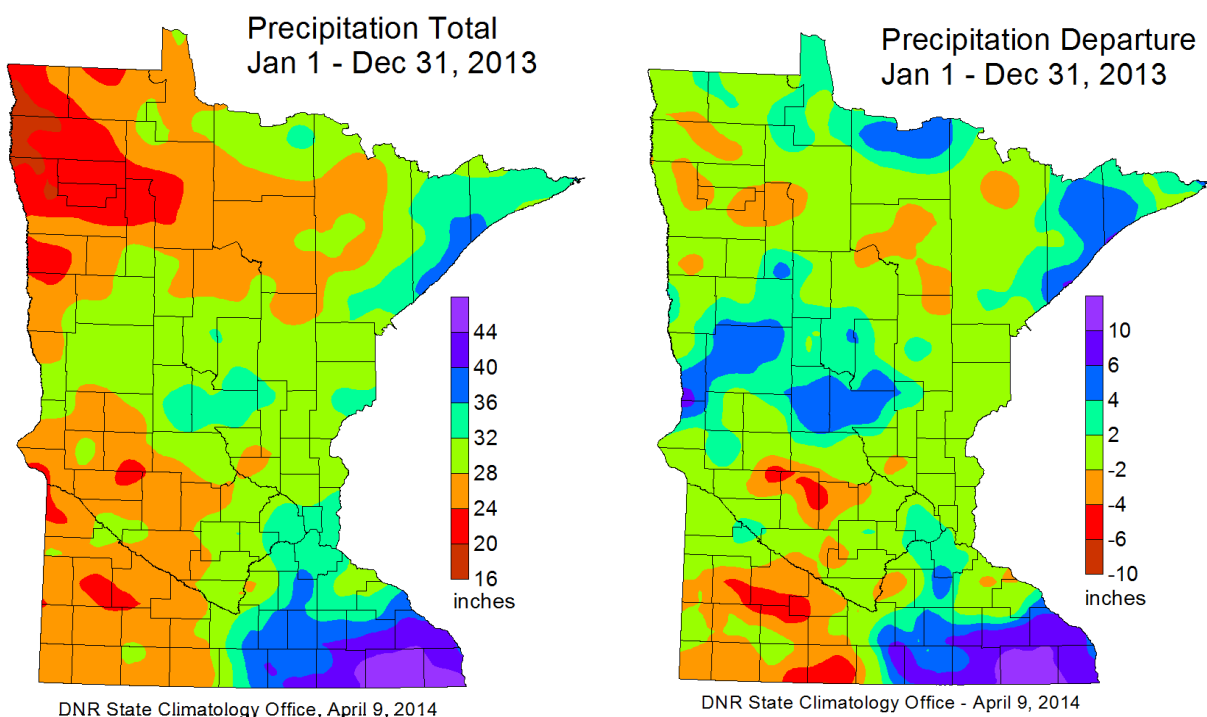 Precipitation Total
Jan 1 - Dec 31, 2013
44
40
36
32
28
24
20
16
inches
DNR State Climatology Office, April 9, 2014
Precipitation Departure
Jan 1 - Dec 31, 2013
10
6
4
2
-2
-4
-6
-10
inches
DNR State Climatology Office - April 9, 2014